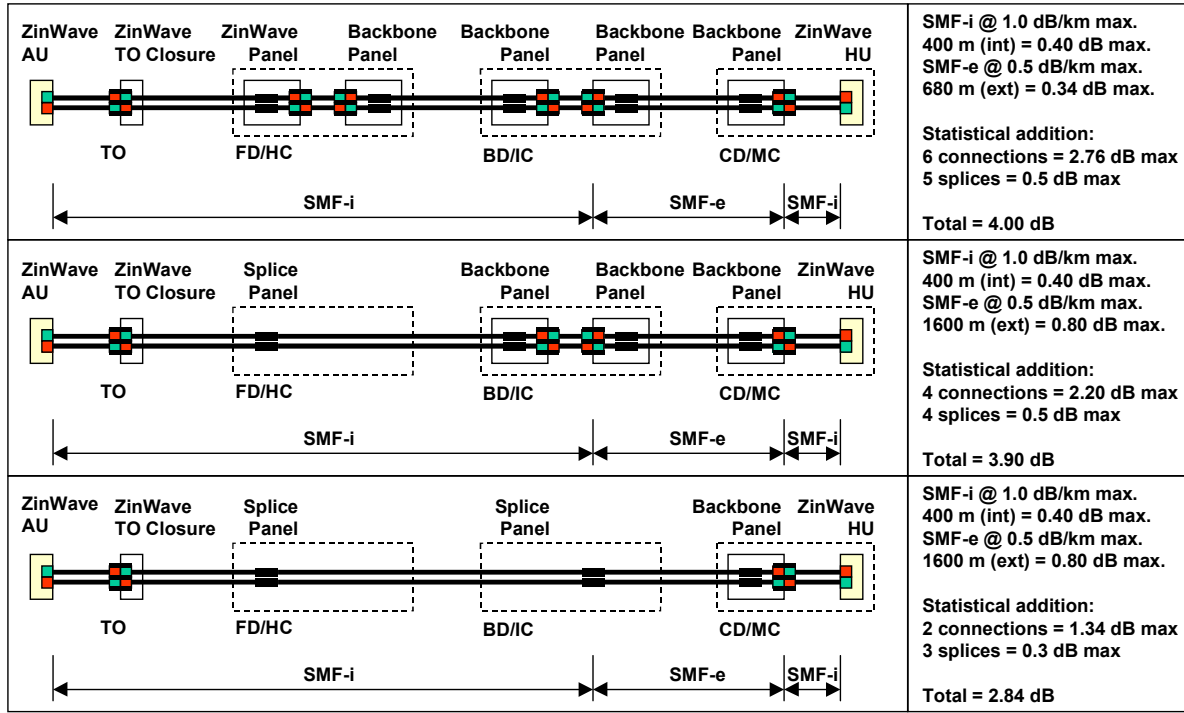 ZinWave ZinWave ZinWave Backbone Backbone Backbone Backbone ZinWave
AU TO Closure Panel Panel Panel Panel Panel HU
TO FD/HC BD/IC CD/MC
SMF-i SMF-e SMF-i
SMF-i @ 1.0 dB/km max.
400 m (int) = 0.40 dB max.
SMF-e @ 0.5 dB/km max.
680 m (ext) = 0.34 dB max.
Statistical addition:
6 connections = 2.76 dB max
5 splices = 0.5 dB max
Total = 4.00 dB
ZinWave ZinWave Splice Backbone Backbone Backbone ZinWave
AU TO Closure Panel Panel Panel Panel HU
TO FD/HC BD/IC CD/MC
SMF-i SMF-e SMF-i
SMF-i @ 1.0 dB/km max.
400 m (int) = 0.40 dB max.
SMF-e @ 0.5 dB/km max.
1600 m (ext) = 0.80 dB max.
Statistical addition:
4 connections = 2.20 dB max
4 splices = 0.5 dB max
Total = 3.90 dB
ZinWave ZinWave Splice Splice Backbone ZinWave
AU TO Closure Panel Panel Panel HU
TO FD/HC BD/IC CD/MC
SMF-i SMF-e SMF-i
SMF-i @ 1.0 dB/km max.
400 m (int) = 0.40 dB max.
SMF-e @ 0.5 dB/km max.
1600 m (ext) = 0.80 dB max.
Statistical addition:
2 connections = 1.34 dB max
3 splices = 0.3 dB max
Total = 2.84 dB